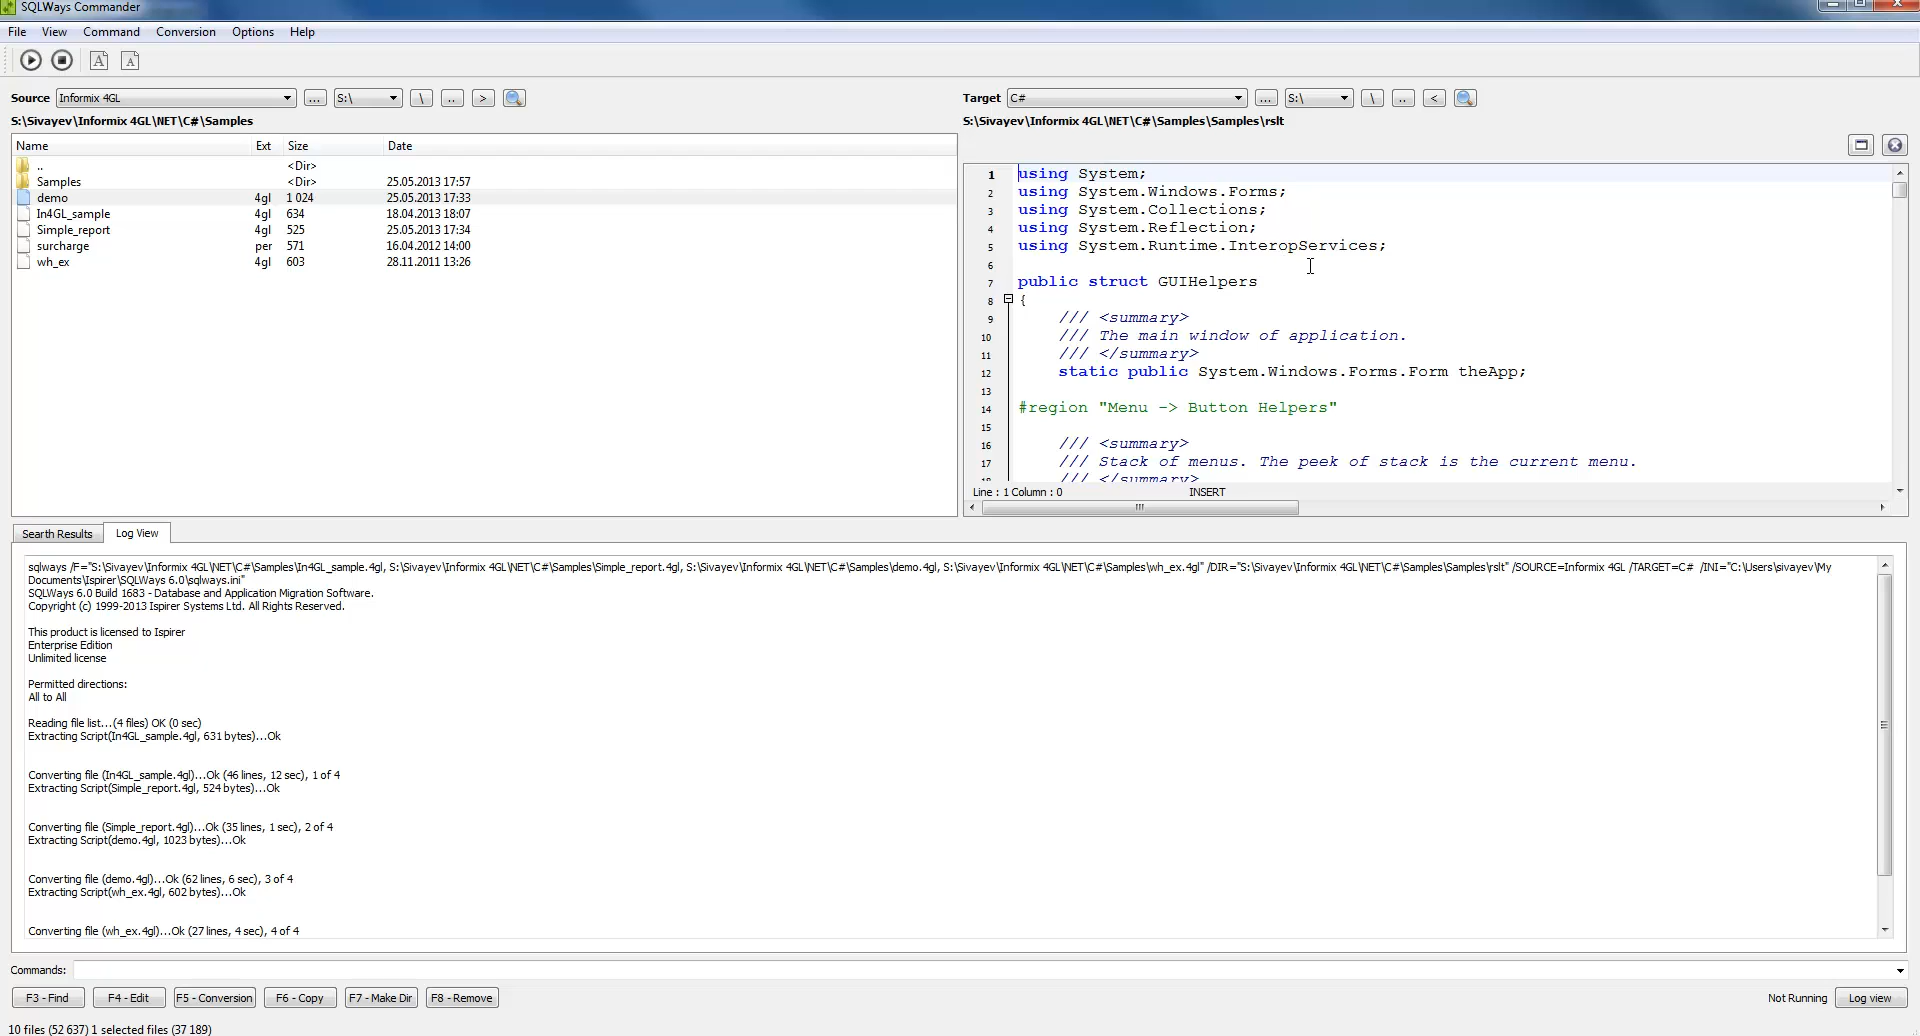 SQLWays Commander
File View Command Conversion Options Help
A A
Source Informix 4GL ... S:\ \ .. >
Target C# ... S:\ \ .. <
S:\Sivayev\Informix 4GL\NET\C#\Samples
S:\Sivayev\Informix 4GL\NET\C#\Samples\Samples\rslt
Name Ext Size Date
.. <Dir>
Samples <Dir> 25.05.2013 17:57
demo 4gl 1 024 25.05.2013 17:33
In4GL_sample 4gl 634 18.04.2013 18:07
Simple_report 4gl 525 25.05.2013 17:34
surcharge per 571 16.04.2012 14:00
wh_ex 4gl 603 28.11.2011 13:26
1 using System;
2 using System.Windows.Forms;
3 using System.Collections;
4 using System.Reflection;
5 using System.Runtime.InteropServices;
6
7 public struct GUIHelpers
8 {
9 /// <summary>
10 /// The main window of application.
11 /// </summary>
12 static public System.Windows.Forms.Form theApp;
13
14 #region "Menu -> Button Helpers"
15
16 /// <summary>
17 /// Stack of menus. The peek of stack is the current menu.
18 /// </summary>
Line : 1 Column : 0 INSERT
Searth Results Log View
sqlways /F="S:\Sivayev\Informix 4GL\NET\C#\Samples\In4GL_sample.4gl, S:\Sivayev\Informix 4GL\NET\C#\Samples\Simple_report.4gl, S:\Sivayev\Informix 4GL\NET\C#\Samples\demo.4gl, S:\Sivayev\Informix 4GL\NET\C#\Samples\wh_ex.4gl" /DIR="S:\Sivayev\Informix 4GL\NET\C#\Samples\Samples\rslt" /SOURCE=Informix 4GL /TARGET=C# /INI="C:\Users\sivayev\My
Documents\Ispirer\SQLWays 6.0\sqlways.ini"
SQLWays 6.0 Build 1683 - Database and Application Migration Software.
Copyright (c) 1999-2013 Ispirer Systems Ltd. All Rights Reserved.
This product is licensed to Ispirer
Enterprise Edition
Unlimited license
Permitted directions:
All to All
Reading file list...(4 files) OK (0 sec)
Extracting Script(In4GL_sample.4gl, 631 bytes)...Ok
Converting file (In4GL_sample.4gl)...Ok (46 lines, 12 sec), 1 of 4
Extracting Script(Simple_report.4gl, 524 bytes)...Ok
Converting file (Simple_report.4gl)...Ok (35 lines, 1 sec), 2 of 4
Extracting Script(demo.4gl, 1023 bytes)...Ok
Converting file (demo.4gl)...Ok (62 lines, 6 sec), 3 of 4
Extracting Script(wh_ex.4gl, 602 bytes)...Ok
Converting file (wh_ex.4gl)...Ok (27 lines, 4 sec), 4 of 4
Commands:
F3 - Find F4 - Edit F5 - Conversion F6 - Copy F7 - Make Dir F8 - Remove Not Running Log view
10 files (52 637) 1 selected files (37 189)